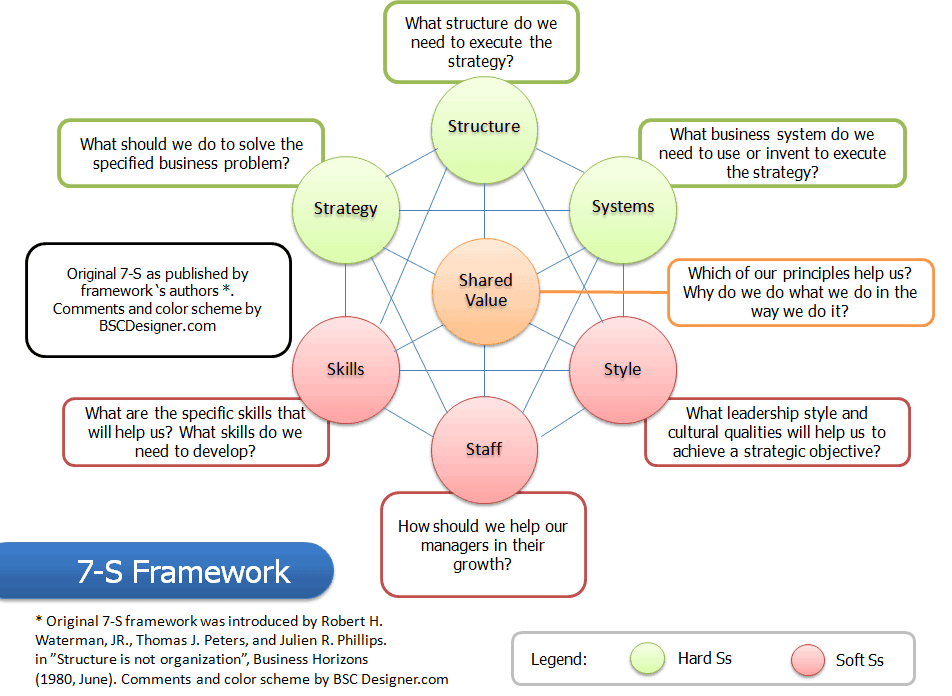 What structure do we
need to execute the
strategy?
Structure
What should we do to solve the
specified business problem?
What business system do we
need to use or invent to execute
the strategy?
Strategy
Systems
Original 7-S as published by
framework`s authors *.
Comments and color scheme by
BSCDesigner.com
Shared
Value
Which of our principles help us?
Why do we do what we do in the
way we do it?
Skills
Style
What are the specific skills that
will help us? What skills do we
need to develop?
Staff
What leadership style and
cultural qualities will help us to
achieve a strategic objective?
How should we help our
managers in their
growth?
7-S Framework
* Original 7-S framework was introduced by Robert H.
Waterman, JR., Thomas J. Peters, and Julien R. Phillips.
in ”Structure is not organization”, Business Horizons
(1980, June). Comments and color scheme by BSC Designer.com
Legend:
Hard Ss
Soft Ss